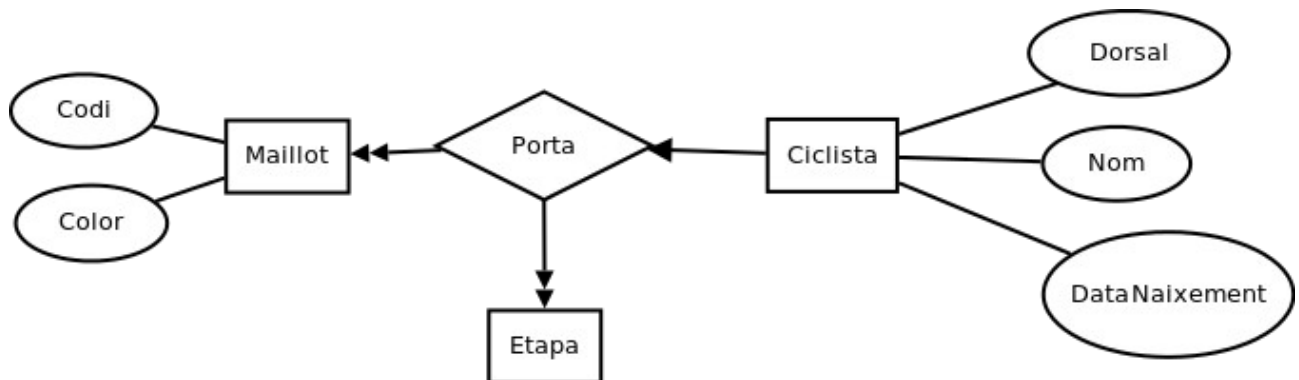 Codi
Color
Maillot
Porta
Etapa
Ciclista
Dorsal
Nom
DataNaixement